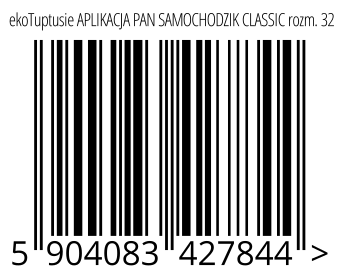 ekoTuptusie APLIKACJA PAN SAMOCHODZIK CLASSIC rozm. 32
5 904083 427844 >